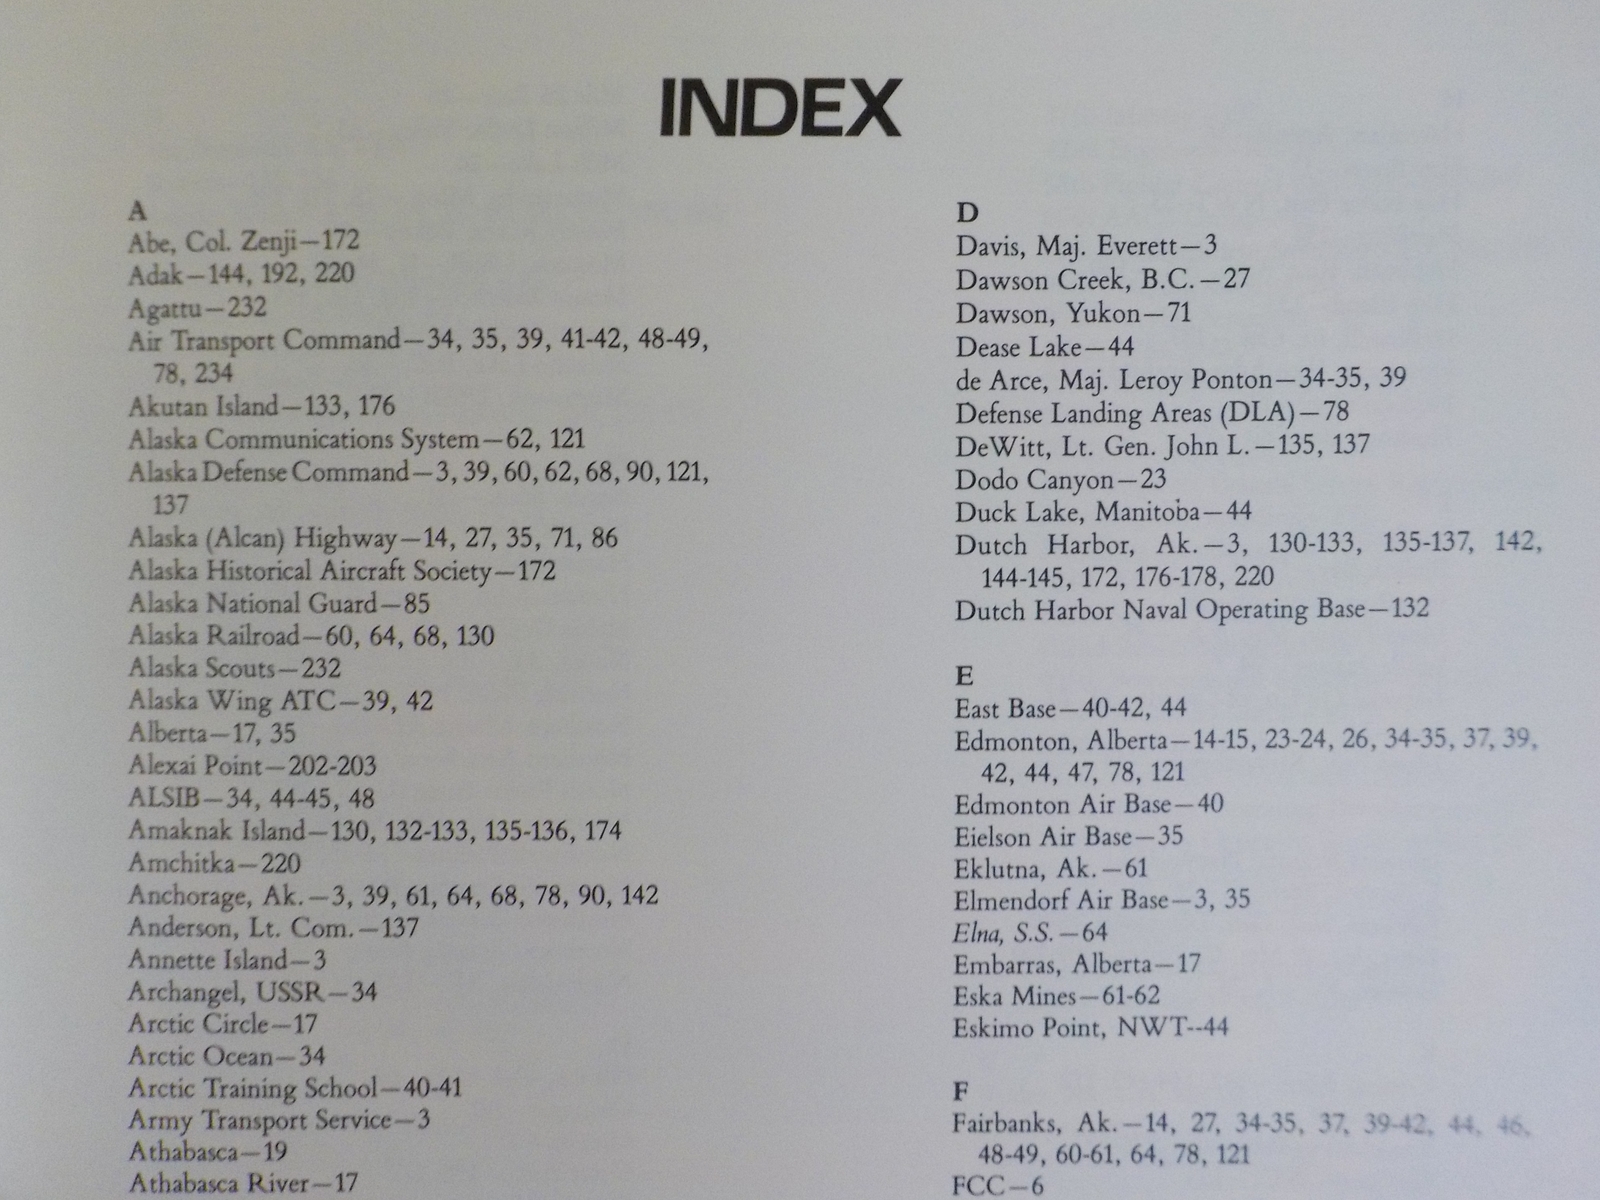 INDEX
A
Abe, Col. Zenji—172
Adak—144, 192, 220
Agattu—232
Air Transport Command—34, 35, 39, 41-42, 48-49,
78, 234
Akutan Island—133, 176
Alaska Communications System—62, 121
Alaska Defense Command—3, 39, 60, 62, 68, 90, 121,
137
Alaska (Alcan) Highway—14, 27, 35, 71, 86
Alaska Historical Aircraft Society—172
Alaska National Guard—85
Alaska Railroad—60, 64, 68, 130
Alaska Scouts—232
Alaska Wing ATC—39, 42
Alberta—17, 35
Alexai Point—202-203
ALSIB—34, 44-45, 48
Amaknak Island—130, 132-133, 135-136, 174
Amchitka—220
Anchorage, Ak.—3, 39, 61, 64, 68, 78, 90, 142
Anderson, Lt. Com.—137
Annette Island—3
Archangel, USSR—34
Arctic Circle—17
Arctic Ocean—34
Arctic Training School—40-41
Army Transport Service—3
Athabasca—19
Athabasca River—17
D
Davis, Maj. Everett—3
Dawson Creek, B.C.—27
Dawson, Yukon—71
Dease Lake—44
de Arce, Maj. Leroy Ponton—34-35, 39
Defense Landing Areas (DLA)—78
DeWitt, Lt. Gen. John L.—135, 137
Dodo Canyon—23
Duck Lake, Manitoba—44
Dutch Harbor, Ak.—3, 130-133, 135-137, 142,
144-145, 172, 176-178, 220
Dutch Harbor Naval Operating Base—132
E
East Base—40-42, 44
Edmonton, Alberta—14-15, 23-24, 26, 34-35, 37, 39,
42, 44, 47, 78, 121
Edmonton Air Base—40
Eielson Air Base—35
Eklutna, Ak.—61
Elmendorf Air Base—3, 35
Elna, S.S.—64
Embarras, Alberta—17
Eska Mines—61-62
Eskimo Point, NWT--44
F
Fairbanks, Ak.—14, 27, 34-35, 37, 39-42, 44, 46,
48-49, 60-61, 64, 78, 121
FCC—6